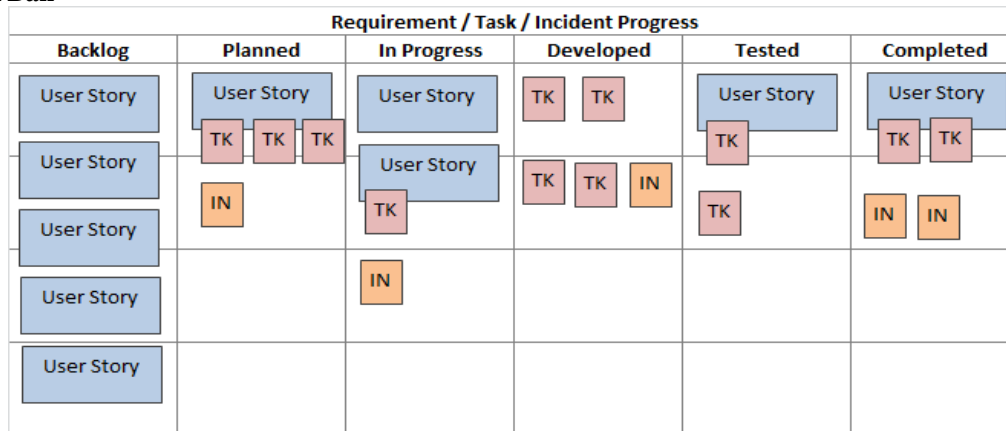 Requirement / Task / Incident Progress
Backlog Planned In Progress Developed Tested Completed
User Story User Story User Story TK TK User Story User Story
TK TK TK TK TK TK
User Story User Story TK TK IN
IN TK TK IN IN
User Story
User Story IN
User Story